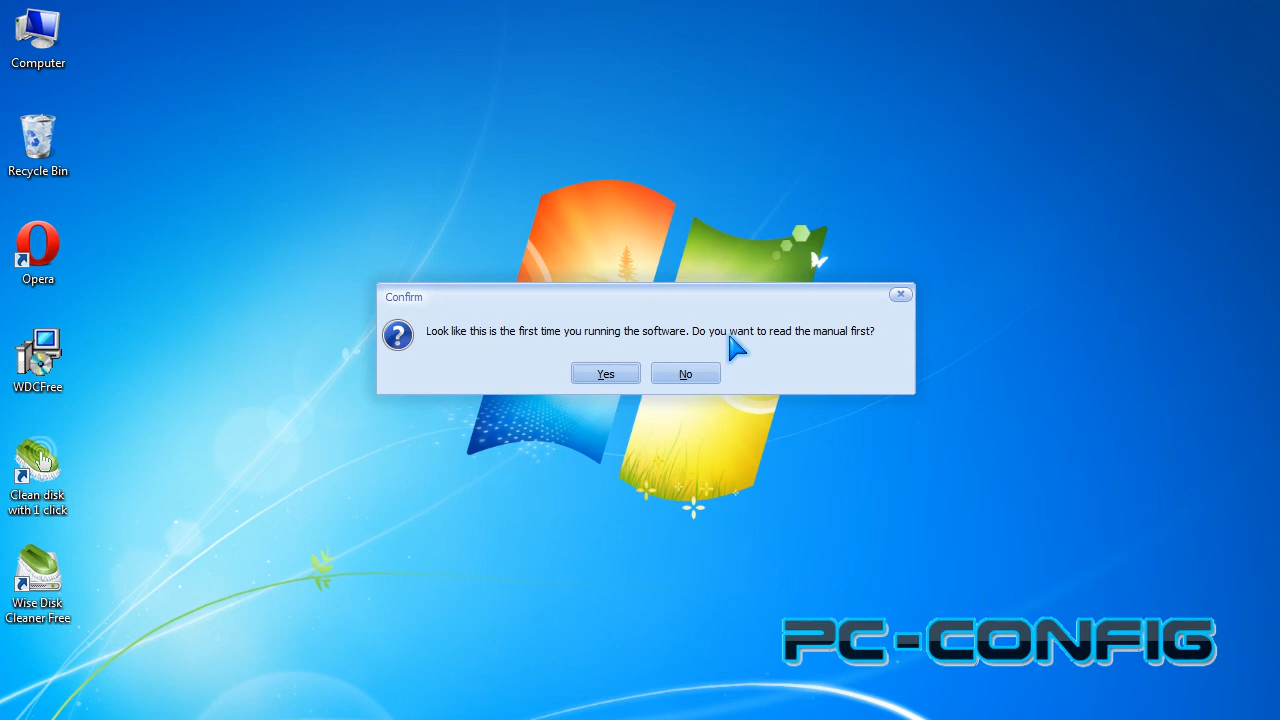 Computer
Recycle Bin
Opera
WDCFree
Clean disk
with 1 click
Wise Disk
Cleaner Free
Confirm
Look like this is the first time you running the software. Do you want to read the manual first?
Yes
No
PC-CONFIG